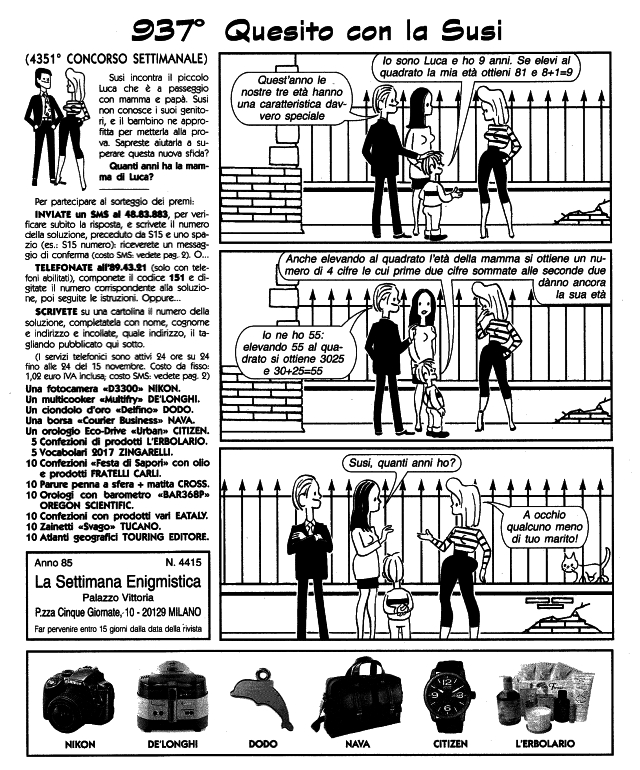 937° Quesito con la Susi
(4351° CONCORSO SETTIMANALE)
Susi incontra il piccolo
Luca che è a passeggio
con mamma e papà. Susi
non conosce i suoi genito-
ri, e il bambino ne appro-
fitta per metterla alla pro-
va. Sapreste aiutarla a su-
perare questa nuova sfida?
Quanti anni ha la mam-
ma di Luca?
Per partecipare al sorteggio dei premi:
INVIATE un SMS al 48.83.883, per veri-
ficare subito la risposta, e scrivete il numero
della soluzione, preceduto da S15 e uno spa-
zio (es.: S15 numero): riceverete un messag-
gio di conferma (costo SMS: vedete pag. 2). O...
TELEFONATE all'89.43.21 (solo con tele-
foni abilitati), componete il codice 151 e di-
gitate il numero corrispondente alla soluzio-
ne, poi seguite le istruzioni. Oppure...
SCRIVETE su una cartolina il numero della
soluzione, completatela con nome, cognome
e indirizzo e incollate, quale indirizzo, il ta-
gliando pubblicato qui sotto.
(I servizi telefonici sono attivi 24 ore su 24
fino alle 24 del 15 novembre. Costo da fisso:
1,02 euro IVA inclusa; costo SMS: vedete pag. 2)
Una fotocamera «D3300» NIKON.
Un multicooker «Multifry» DE'LONGHI.
Un ciondolo d'oro «Delfino» DODO.
Una borsa «Courier Business» NAVA.
Un orologio Eco-Drive «Urban» CITIZEN.
5 Confezioni di prodotti L'ERBOLARIO.
5 Vocabolari 2017 ZINGARELLI.
10 Confezioni «Festa di Sapori» con olio
e prodotti FRATELLI CARLI.
10 Parure penna a sfera + matita CROSS.
10 Orologi con barometro «BAR368P»
OREGON SCIENTIFIC.
10 Confezioni con prodotti vari EATALY.
10 Zainetti «Svago» TUCANO.
10 Atlanti geografici TOURING EDITORE.
Anno 85 N. 4415
La Settimana Enigmistica
Palazzo Vittoria
P.zza Cinque Giornate, 10 - 20129 MILANO
Far pervenire entro 15 giorni dalla data della rivista
Quest'anno le
nostre tre età hanno
una caratteristica dav-
vero speciale
Io sono Luca e ho 9 anni. Se elevi al
quadrato la mia età ottieni 81 e 8+1=9
Anche elevando al quadrato l'età della mamma si ottiene un nu-
mero di 4 cifre le cui prime due cifre sommate alle seconde due
dànno ancora
la sua età
Io ne ho 55:
elevando 55 al qua-
drato si ottiene 3025
e 30+25=55
Susi, quanti anni ho?
A occhio
qualcuno meno
di tuo marito!
NIKON
DE'LONGHI
DODO
NAVA
CITIZEN
L'ERBOLARIO